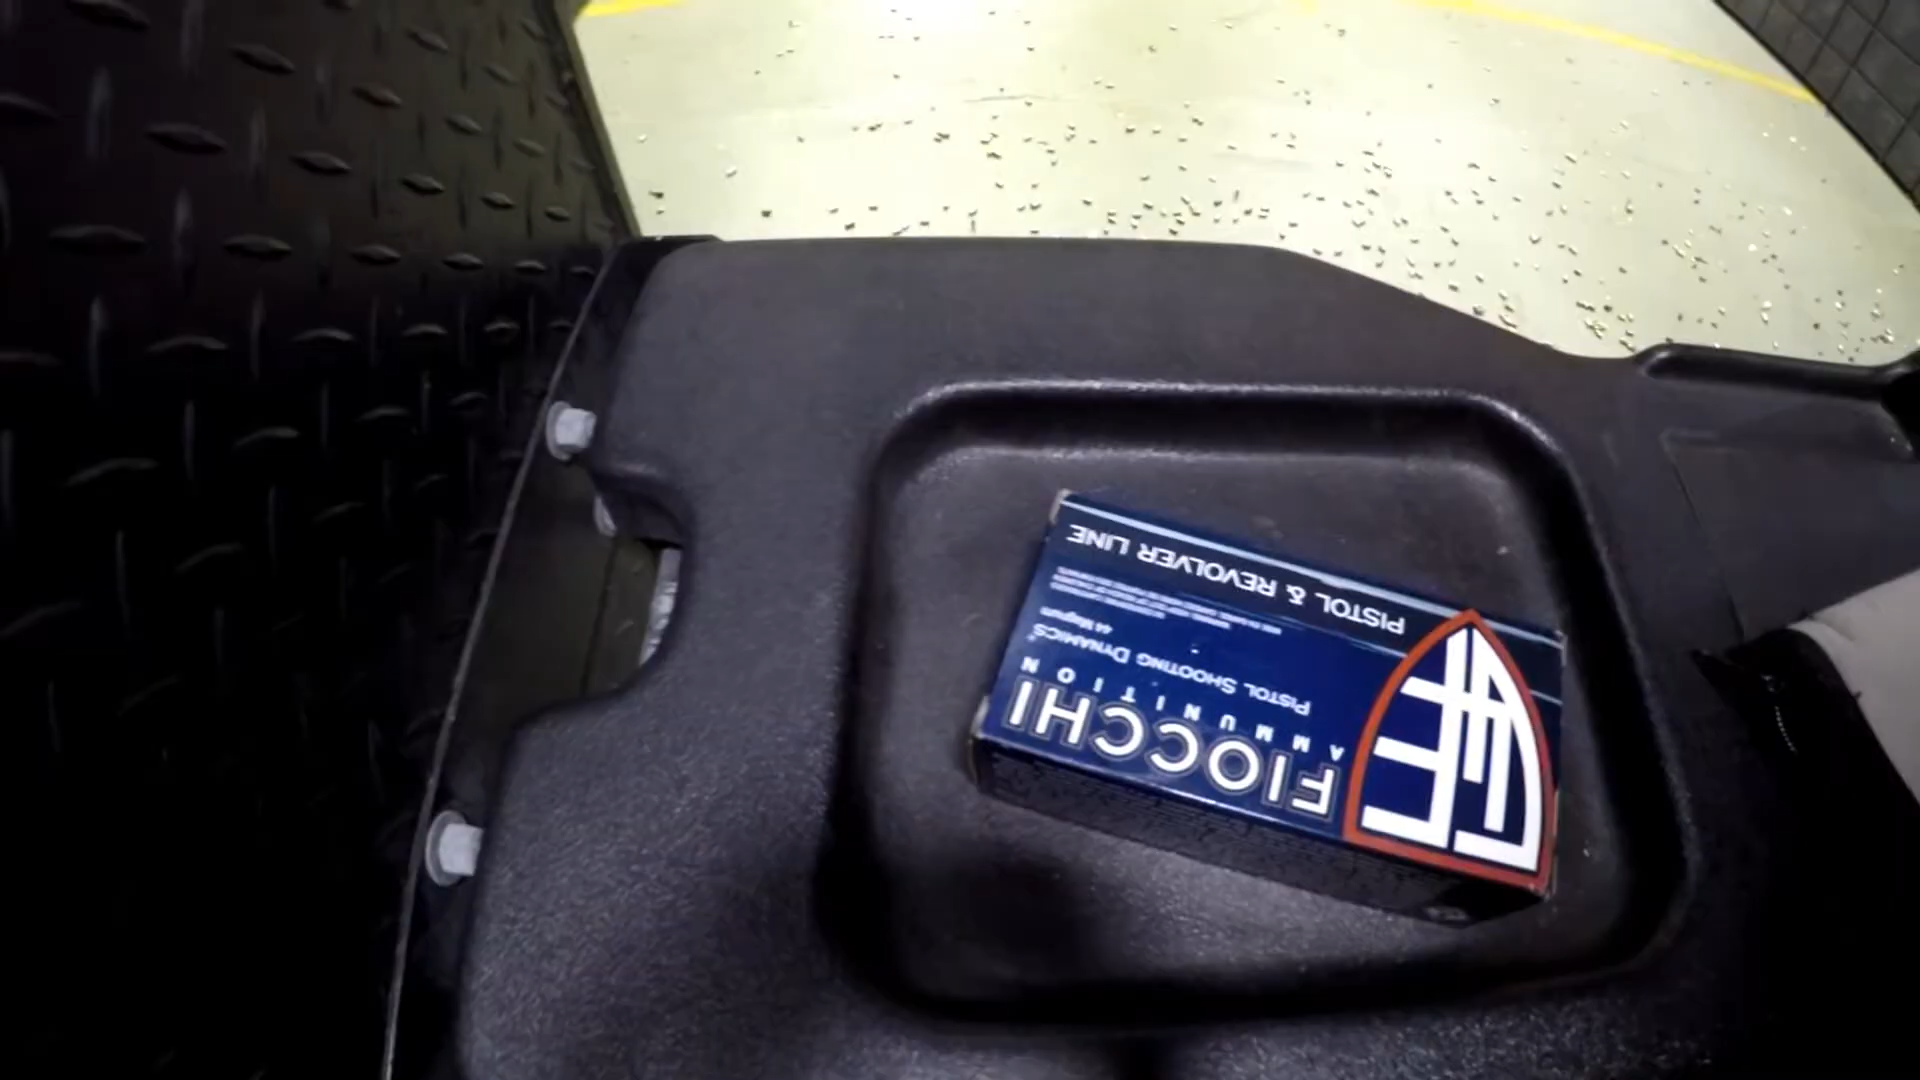 FIOCCHI
AMMUNITION
PISTOL SHOOTING DYNAMICS
44 Magnum
PISTOL & REVOLVER LINE